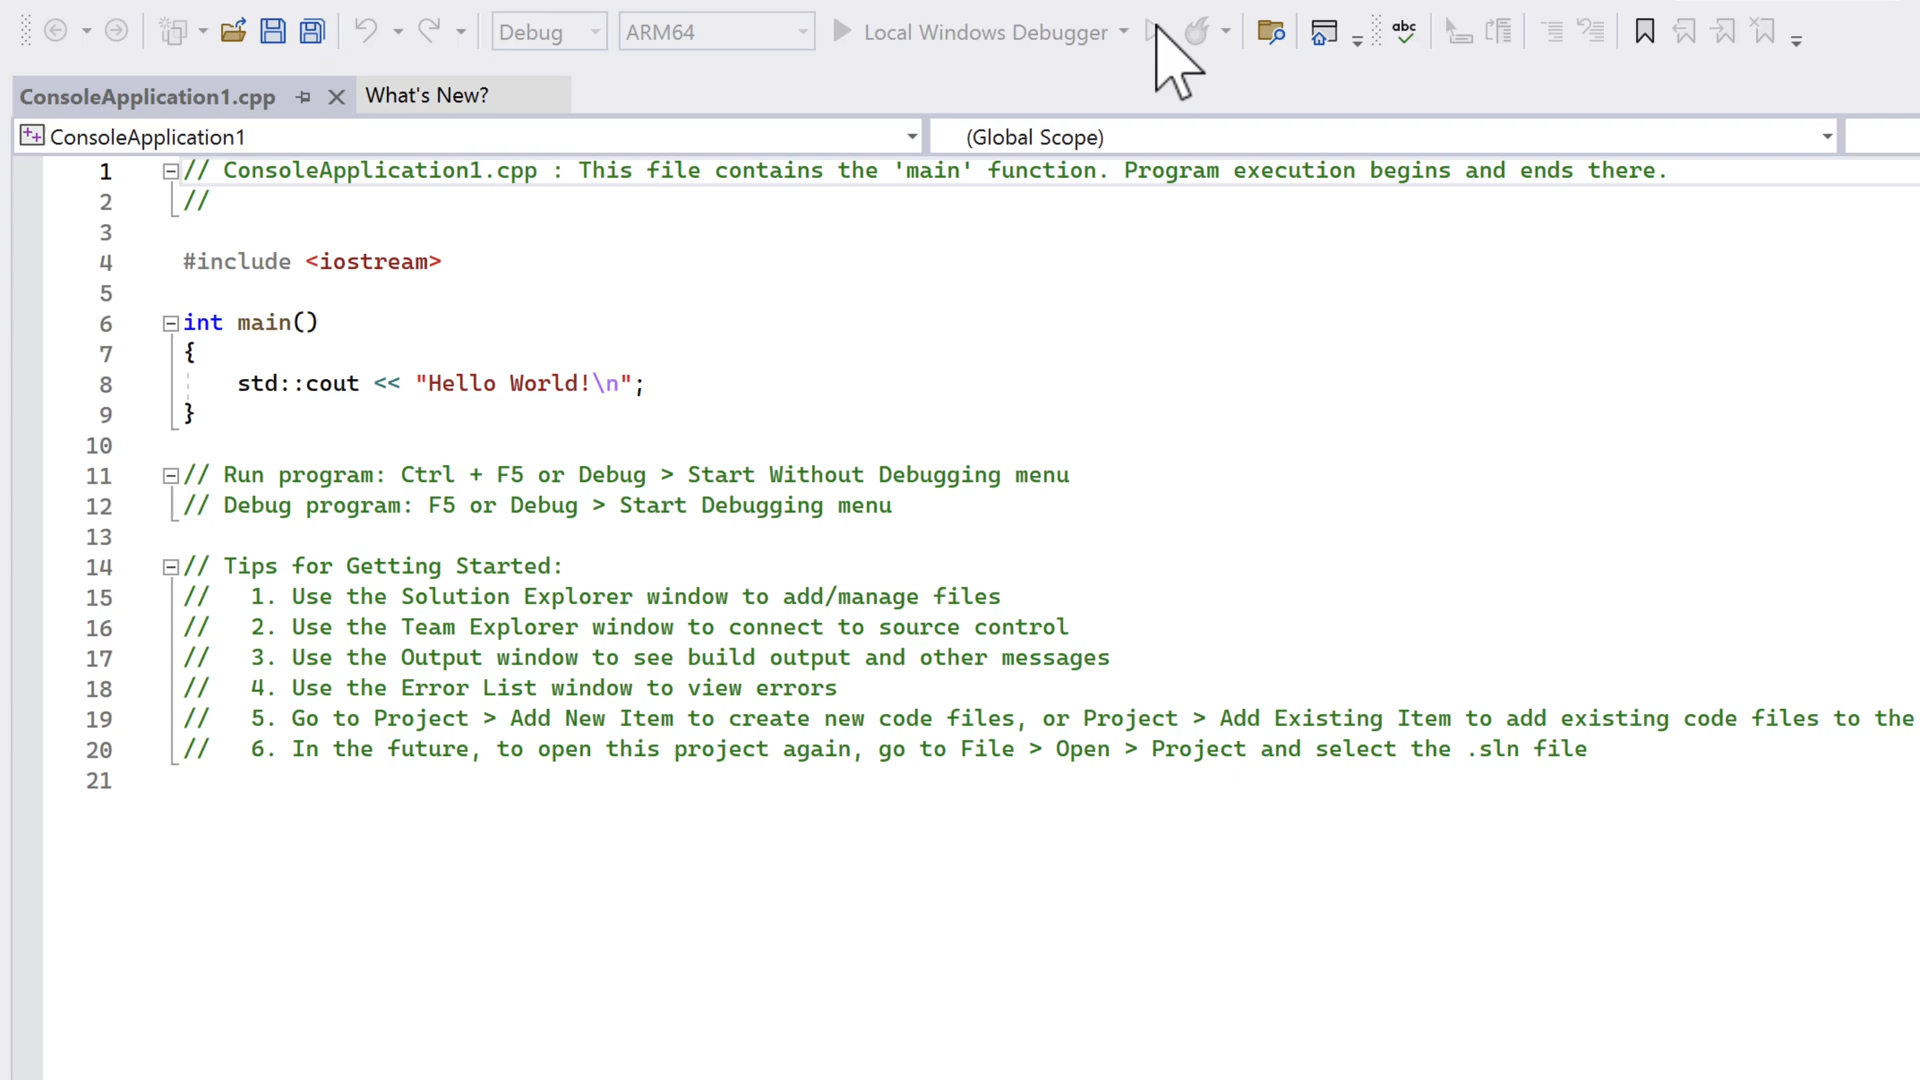 Debug ARM64 Local Windows Debugger abc
ConsoleApplication1.cpp What's New?
ConsoleApplication1 (Global Scope)
1 // ConsoleApplication1.cpp : This file contains the 'main' function. Program execution begins and ends there.
2 //
3
4 #include <iostream>
5
6 int main()
7 {
8     std::cout << "Hello World!\n";
9 }
10
11 // Run program: Ctrl + F5 or Debug > Start Without Debugging menu
12 // Debug program: F5 or Debug > Start Debugging menu
13
14 // Tips for Getting Started:
15 //   1. Use the Solution Explorer window to add/manage files
16 //   2. Use the Team Explorer window to connect to source control
17 //   3. Use the Output window to see build output and other messages
18 //   4. Use the Error List window to view errors
19 //   5. Go to Project > Add New Item to create new code files, or Project > Add Existing Item to add existing code files to the
20 //   6. In the future, to open this project again, go to File > Open > Project and select the .sln file
21